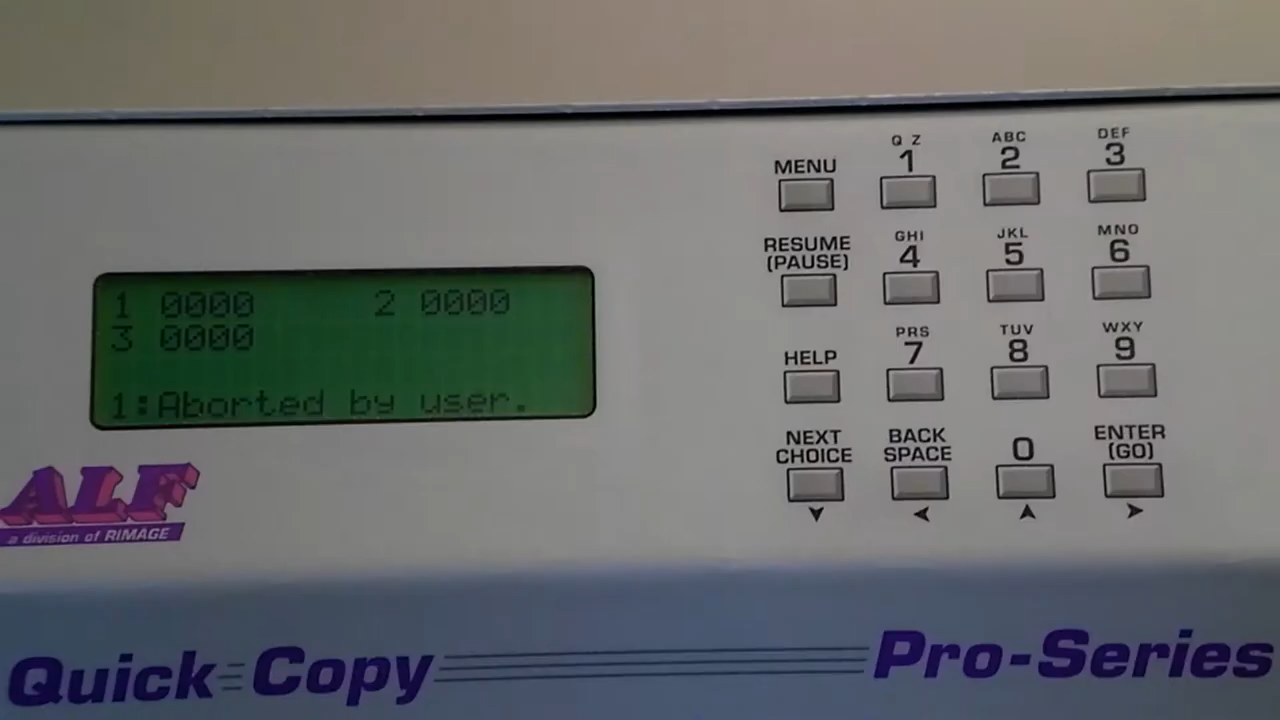 1 0000 2 0000
3 0000
1:Aborted by user.
MENU
Q Z
1
ABC
2
DEF
3
RESUME
(PAUSE)
GHI
4
JKL
5
MNO
6
HELP
PRS
7
TUV
8
WXY
9
NEXT
CHOICE
BACK
SPACE
0
ENTER
(GO)
ALF
a division of RIMAGE
Quick Copy
Pro-Series